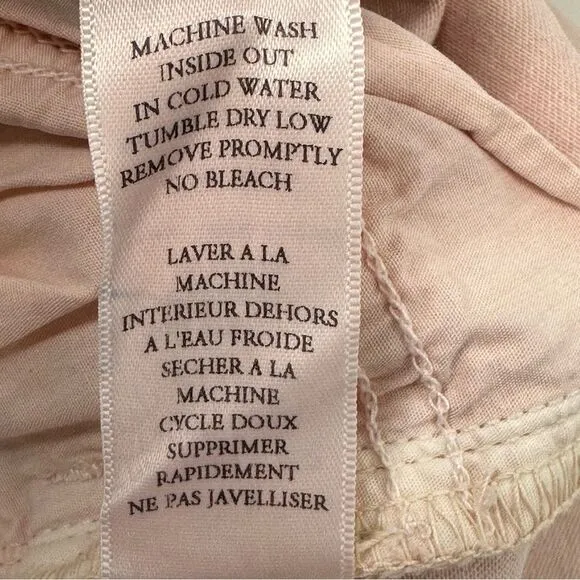 MACHINE WASH
INSIDE OUT
IN COLD WATER
TUMBLE DRY LOW
REMOVE PROMPTLY
NO BLEACH
LAVER A LA
MACHINE
INTERIEUR DEHORS
A L'EAU FROIDE
SECHER A LA
MACHINE
CYCLE DOUX
SUPPRIMER
RAPIDEMENT
NE PAS JAVELLISER